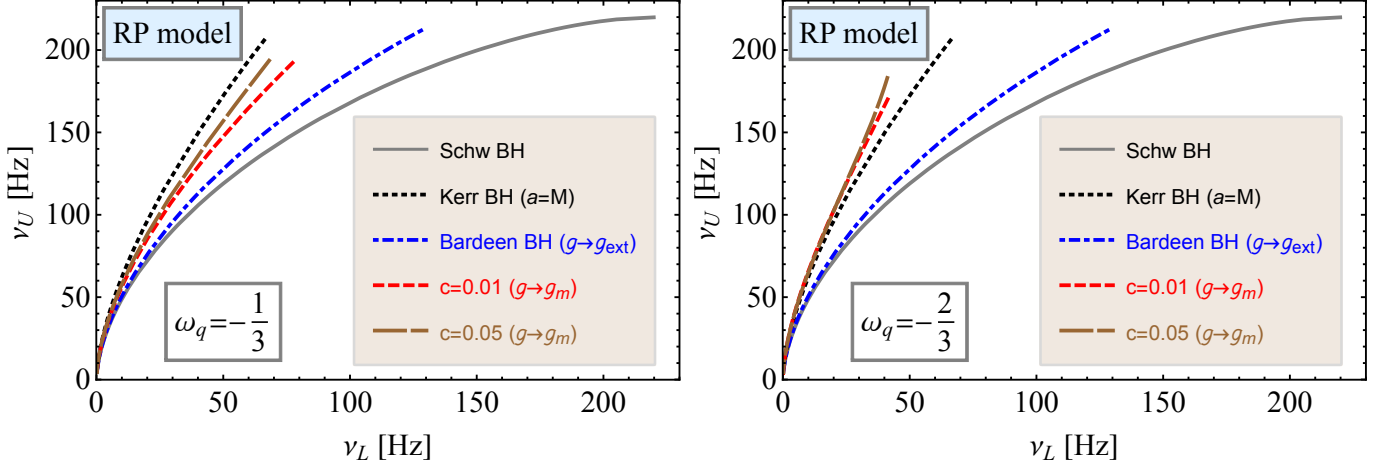 RP model
ν_U [Hz]
200
150
100
50
0
Schw BH
Kerr BH (a=M)
Bardeen BH (g→g_ext)
c=0.01 (g→g_m)
c=0.05 (g→g_m)
ω_q=-1/3
0 50 100 150 200
ν_L [Hz]
RP model
ν_U [Hz]
200
150
100
50
0
Schw BH
Kerr BH (a=M)
Bardeen BH (g→g_ext)
c=0.01 (g→g_m)
c=0.05 (g→g_m)
ω_q=-2/3
0 50 100 150 200
ν_L [Hz]